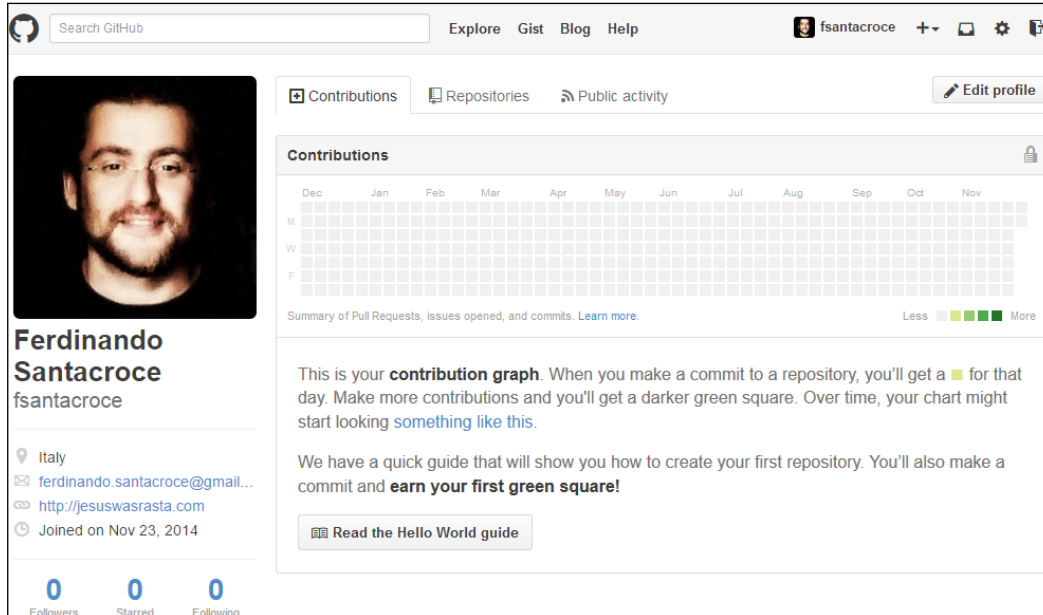 Search GitHub
Explore Gist Blog Help
fsantacroce
Contributions
Repositories
Public activity
Edit profile
Contributions
Dec Jan Feb Mar Apr May Jun Jul Aug Sep Oct Nov
M
W
F
Summary of Pull Requests, issues opened, and commits. Learn more.
Less More
Ferdinando
Santacroce
fsantacroce
Italy
ferdinando.santacroce@gmail...
http://jesuswasrasta.com
Joined on Nov 23, 2014
0 0 0
Followers Starred Following
This is your contribution graph. When you make a commit to a repository, you'll get a for that
day. Make more contributions and you'll get a darker green square. Over time, your chart might
start looking something like this.
We have a quick guide that will show you how to create your first repository. You'll also make a
commit and earn your first green square!
Read the Hello World guide